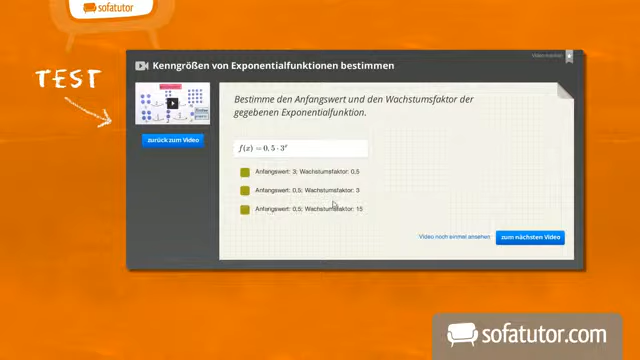 sofatutor
Video merken
TEST
Kenngrößen von Exponentialfunktionen bestimmen
Bestimme den Anfangswert und den Wachstumsfaktor der
gegebenen Exponentialfunktion.
zurück zum Video
f(x) = 0,5 · 3ˣ
Anfangswert: 3; Wachstumsfaktor: 0,5
Anfangswert: 0,5; Wachstumsfaktor: 3
Anfangswert: 0,5; Wachstumsfaktor: 15
Video noch einmal ansehen
zum nächsten Video
sofatutor.com